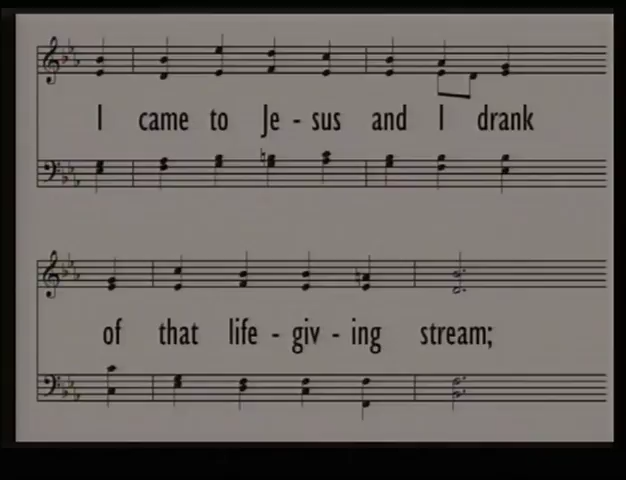 I came to Je - sus and I drank
of that life - giv - ing stream;